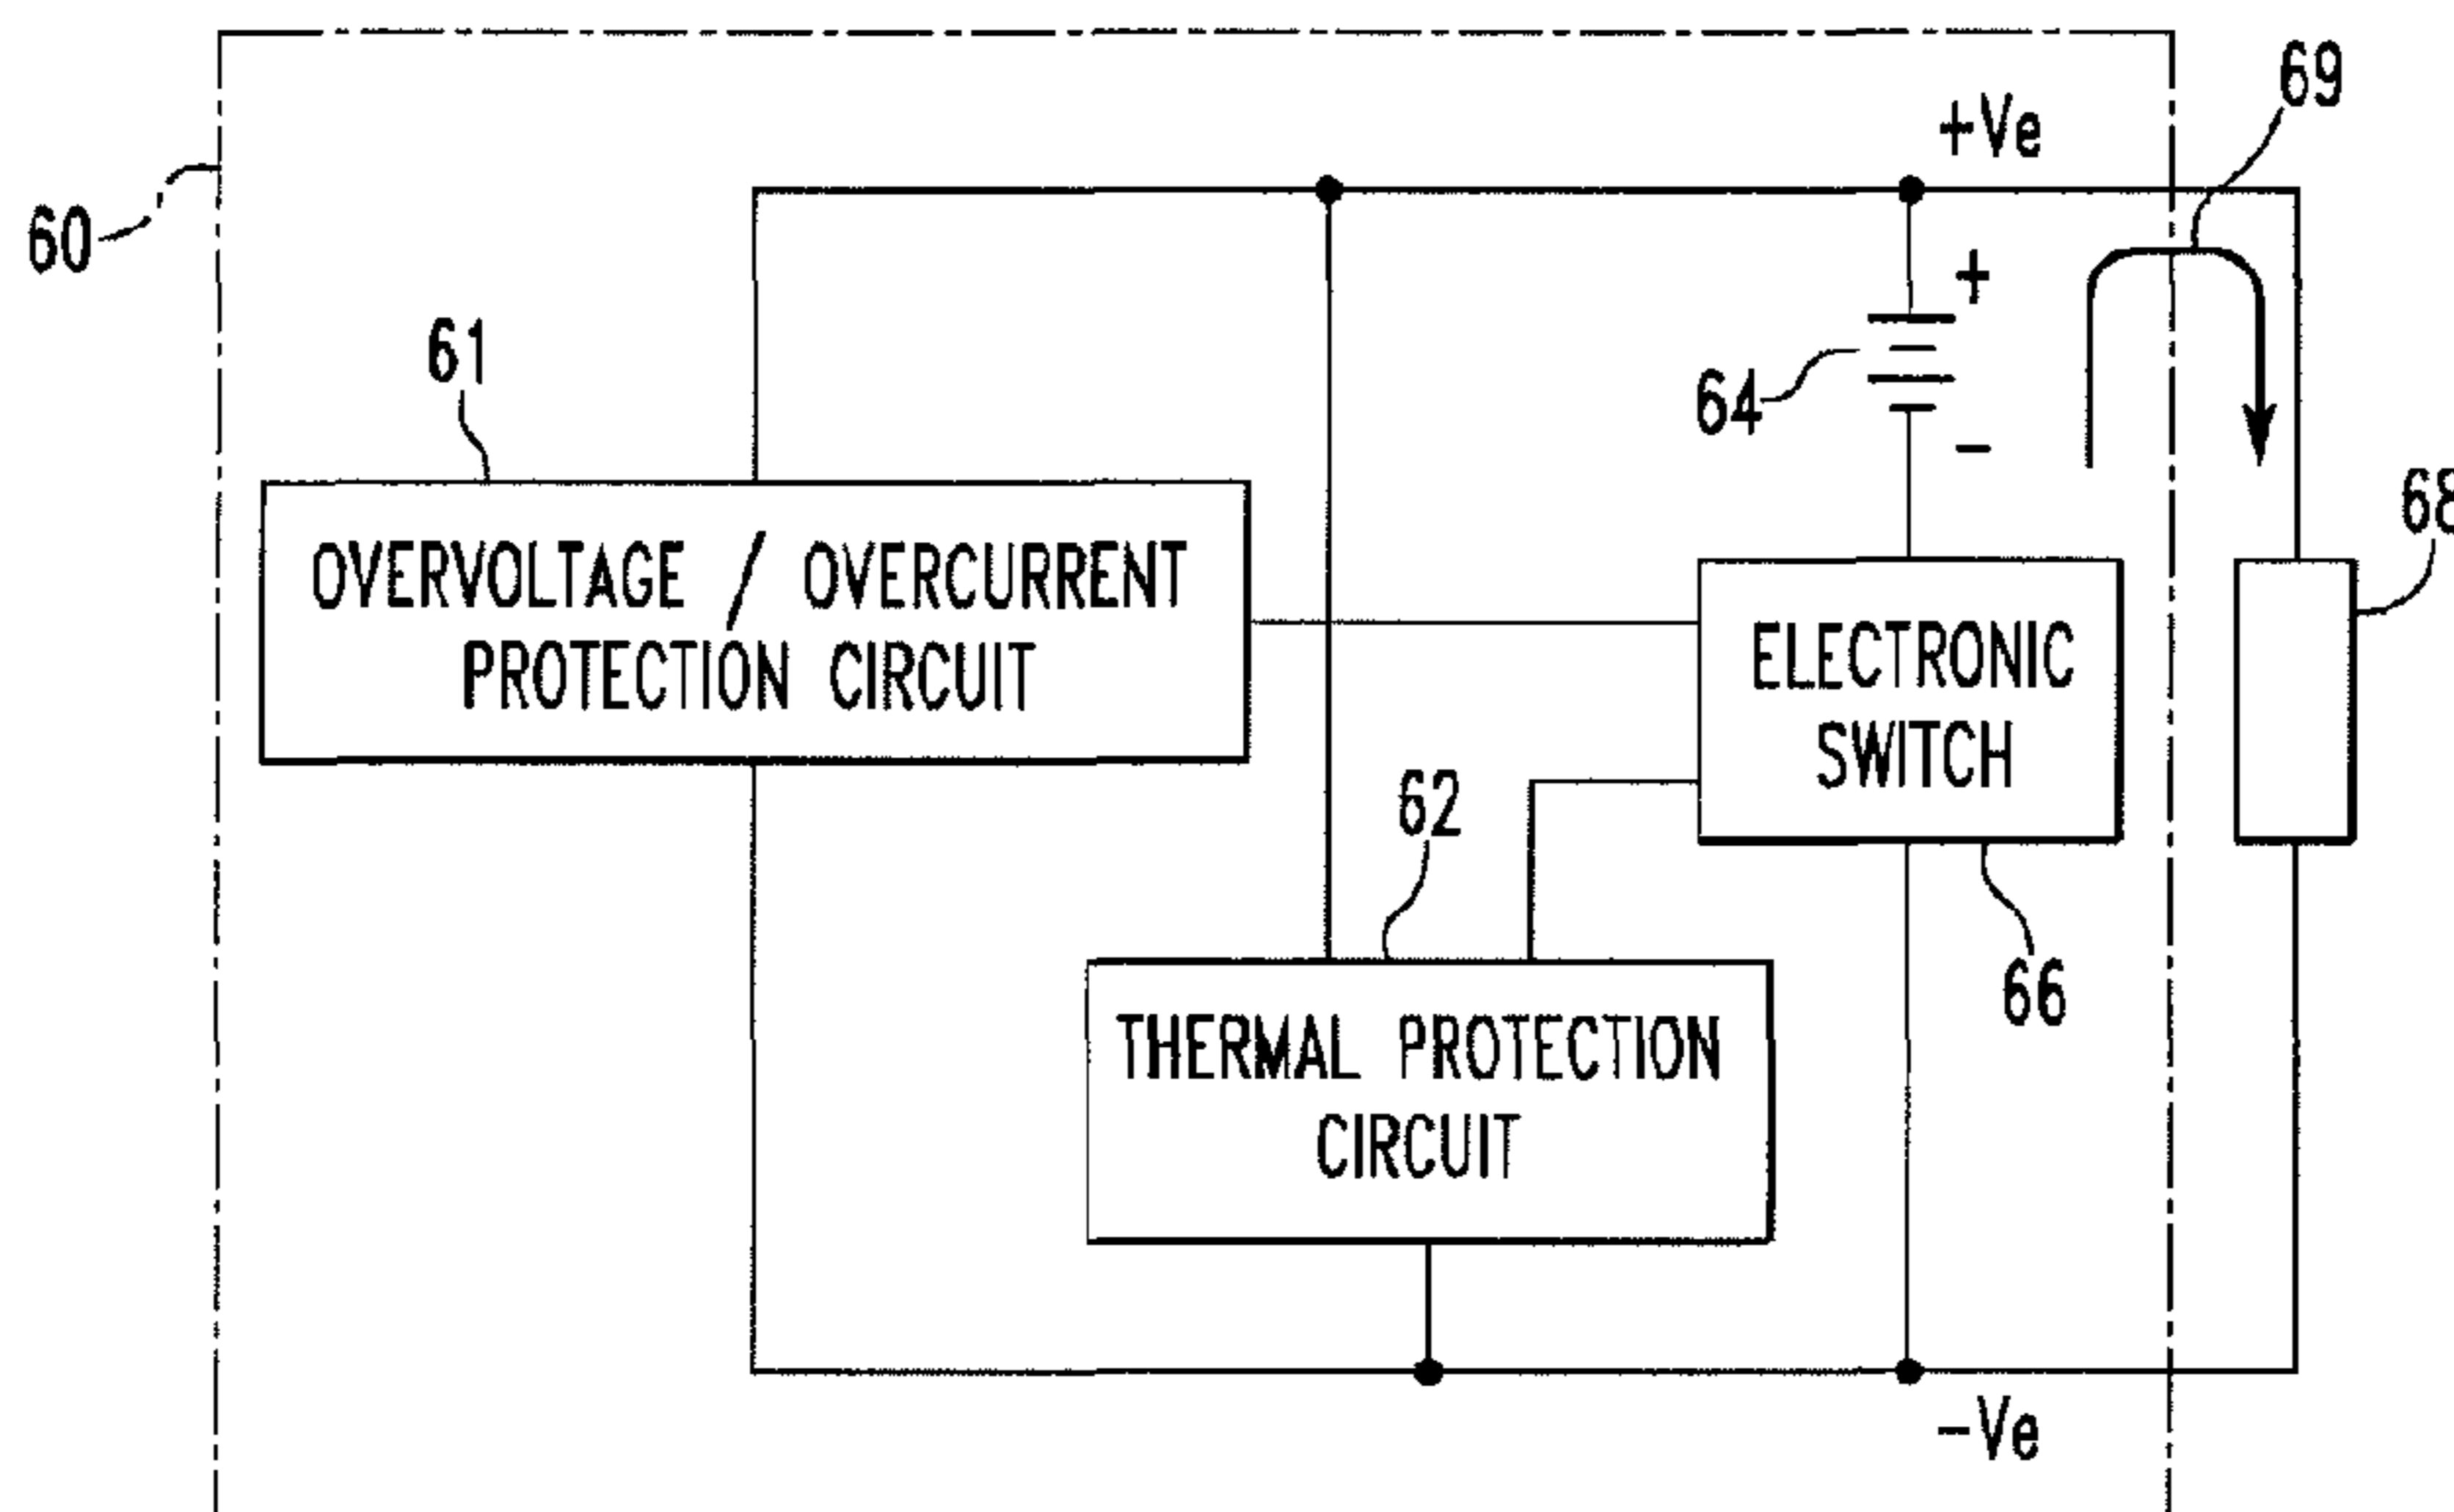 69
+Ve
60
+
61
64
-
68
OVERVOLTAGE / OVERCURRENT
PROTECTION CIRCUIT
ELECTRONIC
SWITCH
62
66
THERMAL PROTECTION
CIRCUIT
-Ve